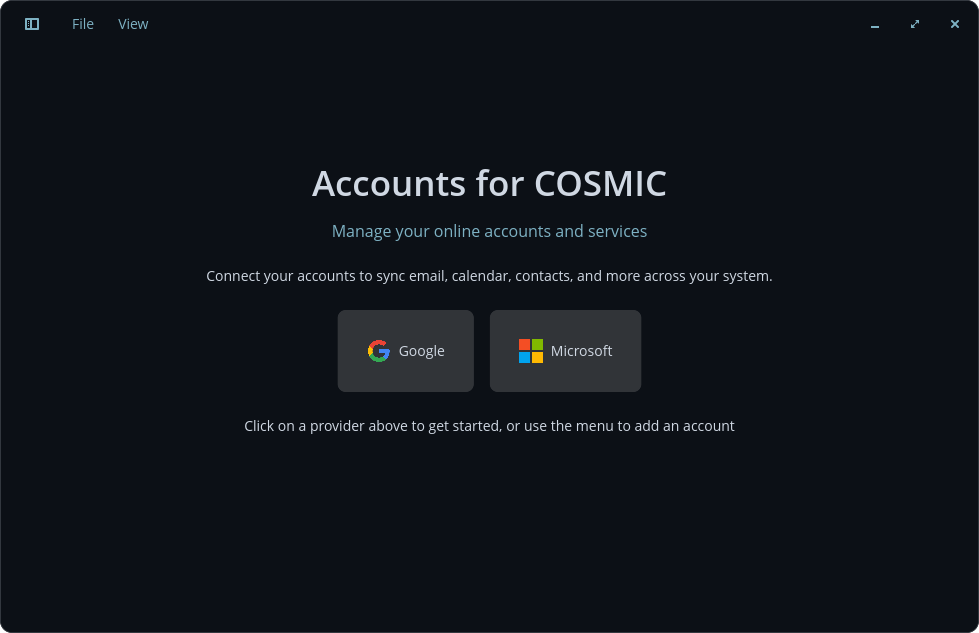 File View
Accounts for COSMIC
Manage your online accounts and services
Connect your accounts to sync email, calendar, contacts, and more across your system.
Google Microsoft
Click on a provider above to get started, or use the menu to add an account